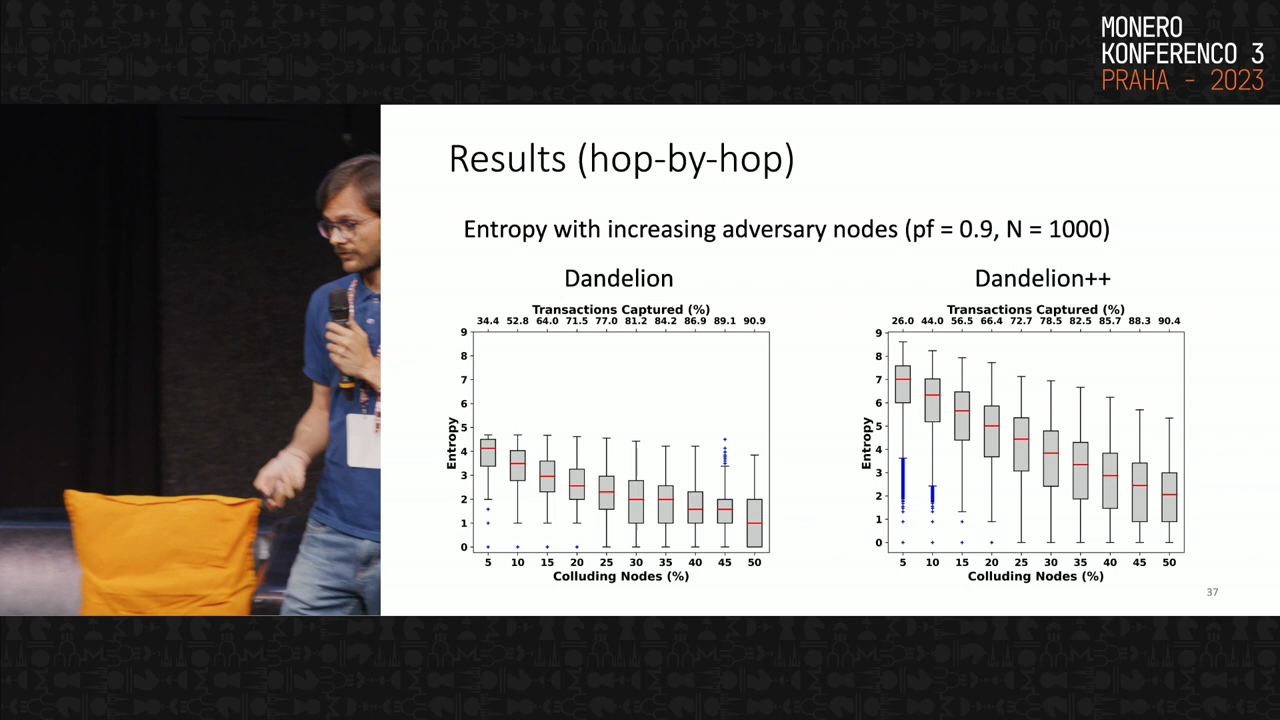 MONERO
KONFERENCO 3
PRAHA - 2023
Results (hop-by-hop)
Entropy with increasing adversary nodes (pf = 0.9, N = 1000)
Dandelion
Transactions Captured (%)
34.4 52.8 64.0 71.5 77.0 81.2 84.2 86.9 89.1 90.9
9
8
7
6
5
4
3
2
1
0
Entropy
5 10 15 20 25 30 35 40 45 50
Colluding Nodes (%)
Dandelion++
Transactions Captured (%)
26.0 44.0 56.5 66.4 72.7 78.5 82.5 85.7 88.3 90.4
9
8
7
6
5
4
3
2
1
0
Entropy
5 10 15 20 25 30 35 40 45 50
Colluding Nodes (%)
37